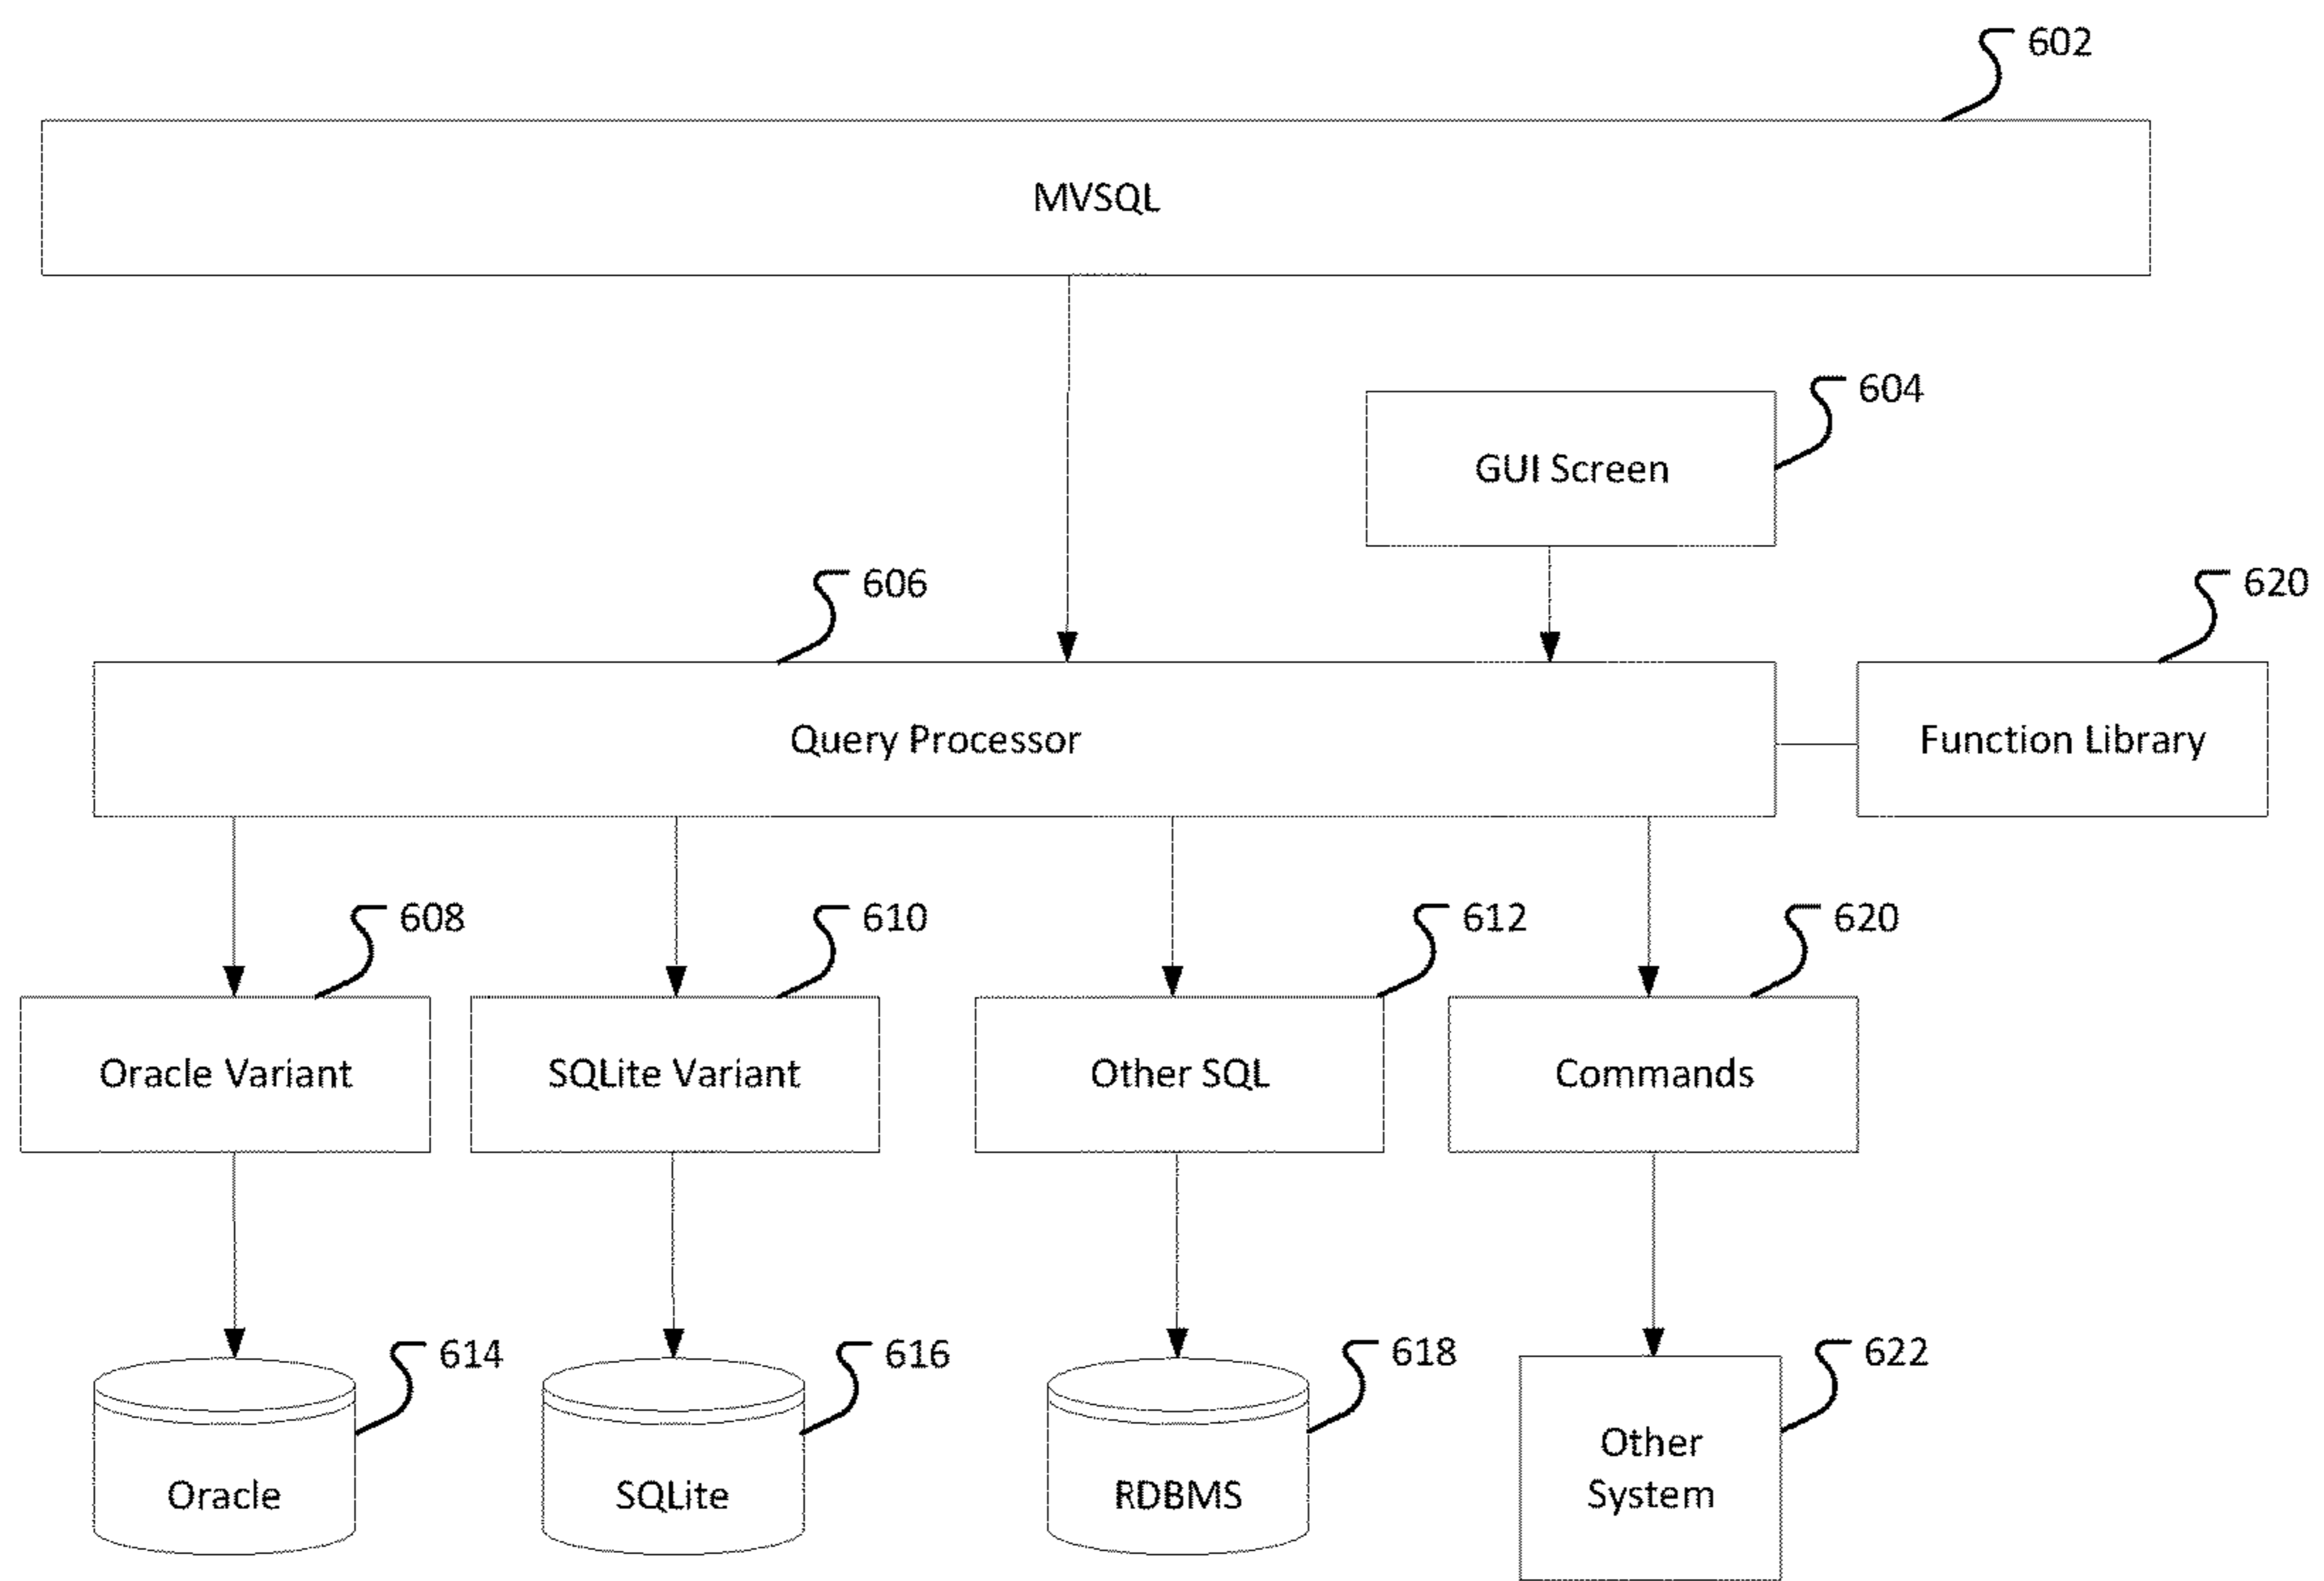 602
MVSQL
604
GUI Screen
606
620
Query Processor
Function Library
608
610
612
620
Oracle Variant
SQLite Variant
Other SQL
Commands
614
616
618
622
Oracle
SQLite
RDBMS
Other
System